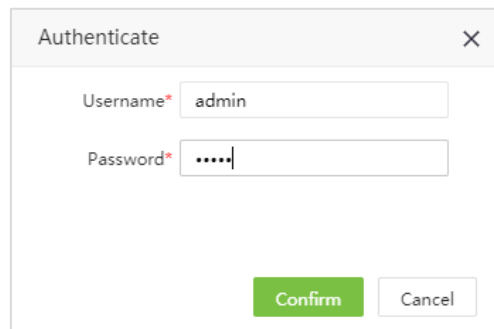 Authenticate
Username* admin
Password* •••••
Confirm Cancel